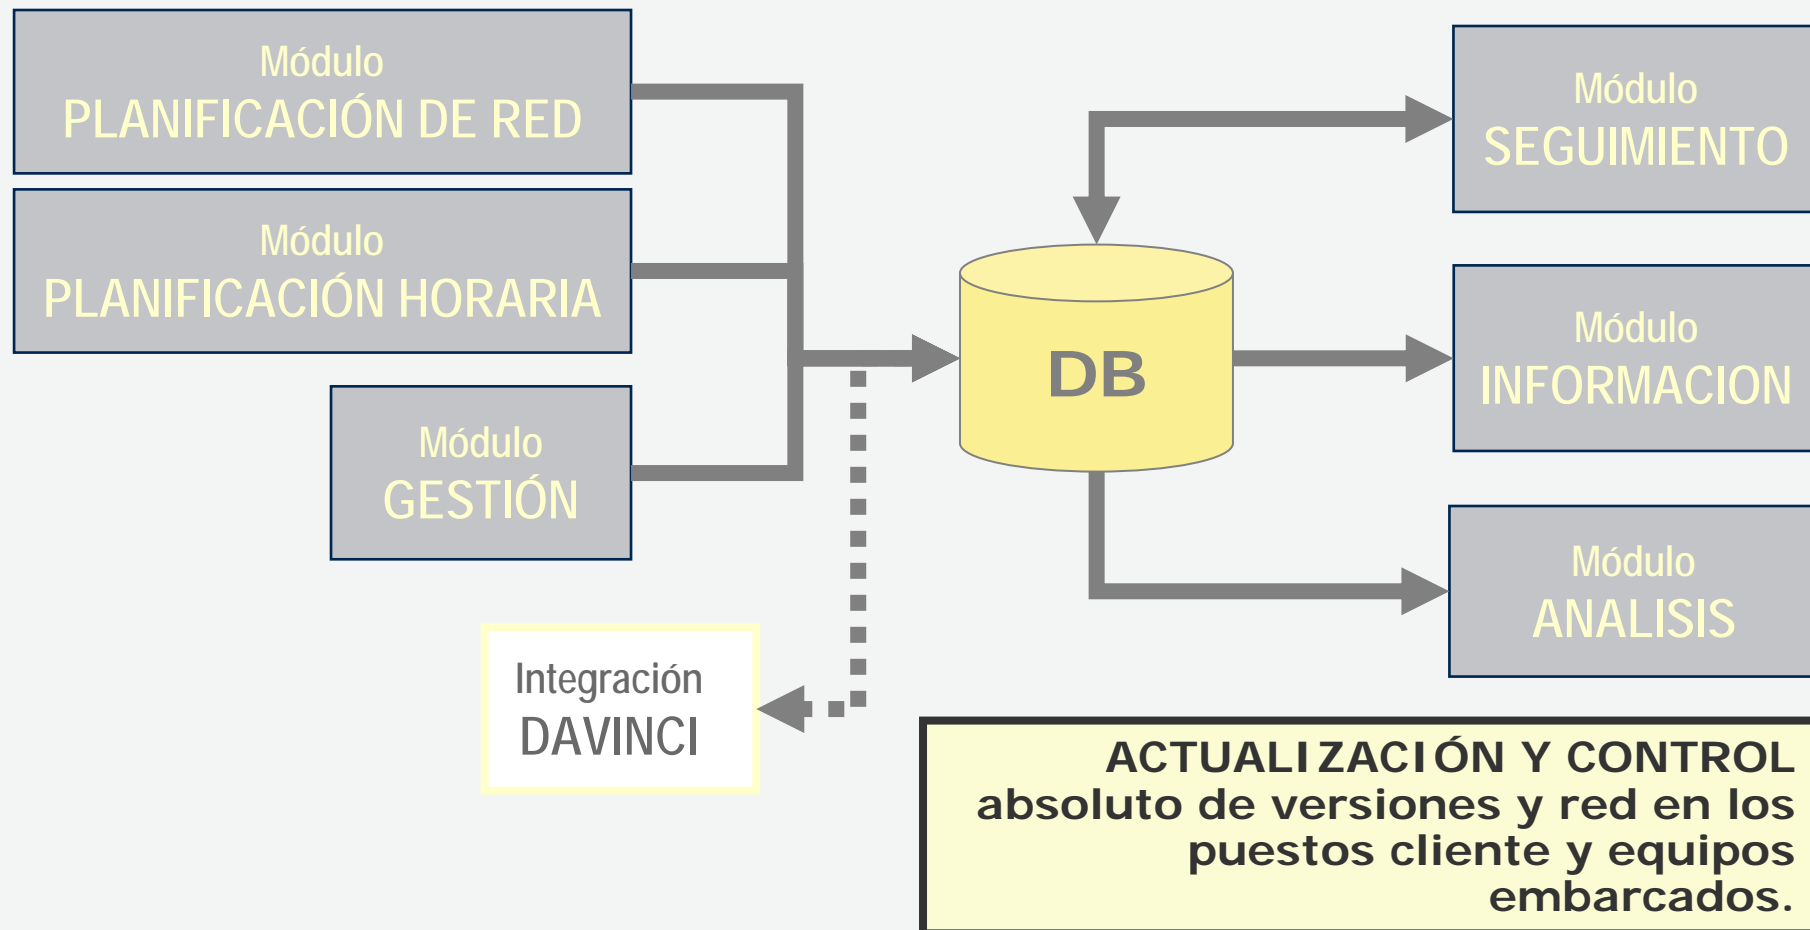 Módulo
PLANIFICACIÓN DE RED
Módulo
PLANIFICACIÓN HORARIA
Módulo
GESTIÓN
Integración
DAVINCI
DB
Módulo
SEGUIMIENTO
Módulo
INFORMACION
Módulo
ANALISIS
ACTUALIZACIÓN Y CONTROL
absoluto de versiones y red en los
puestos cliente y equipos
embarcados.